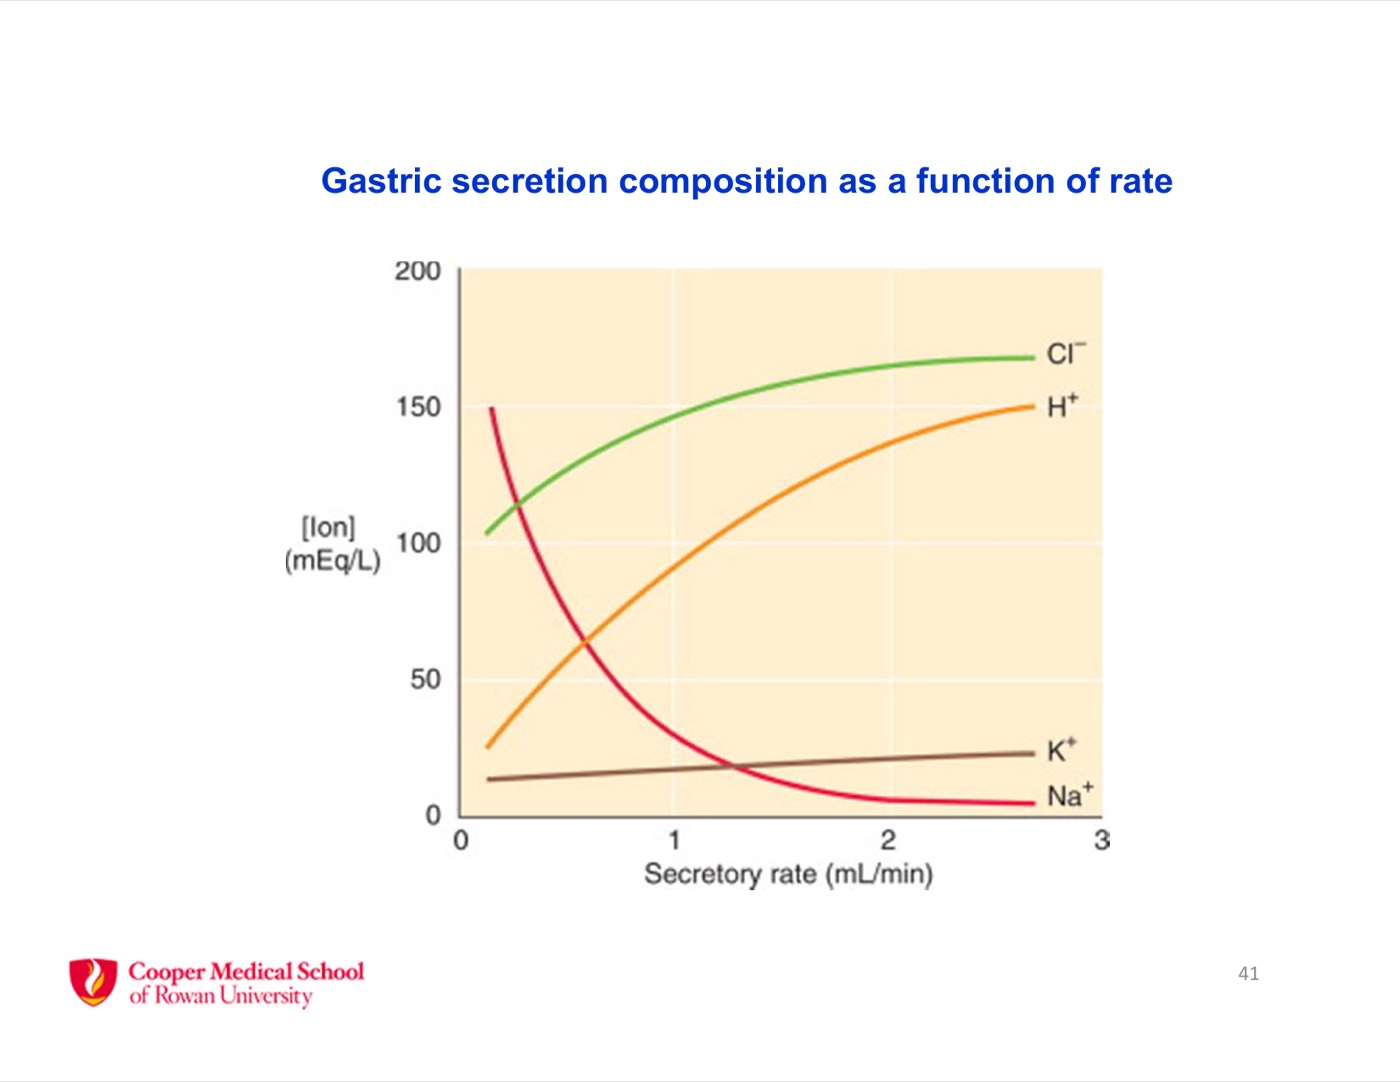 Gastric secretion composition as a function of rate
200
150
100
50
0
[Ion]
(mEq/L)
Cl⁻
H⁺
K⁺
Na⁺
0 1 2 3
Secretory rate (mL/min)
Cooper Medical School
of Rowan University
41